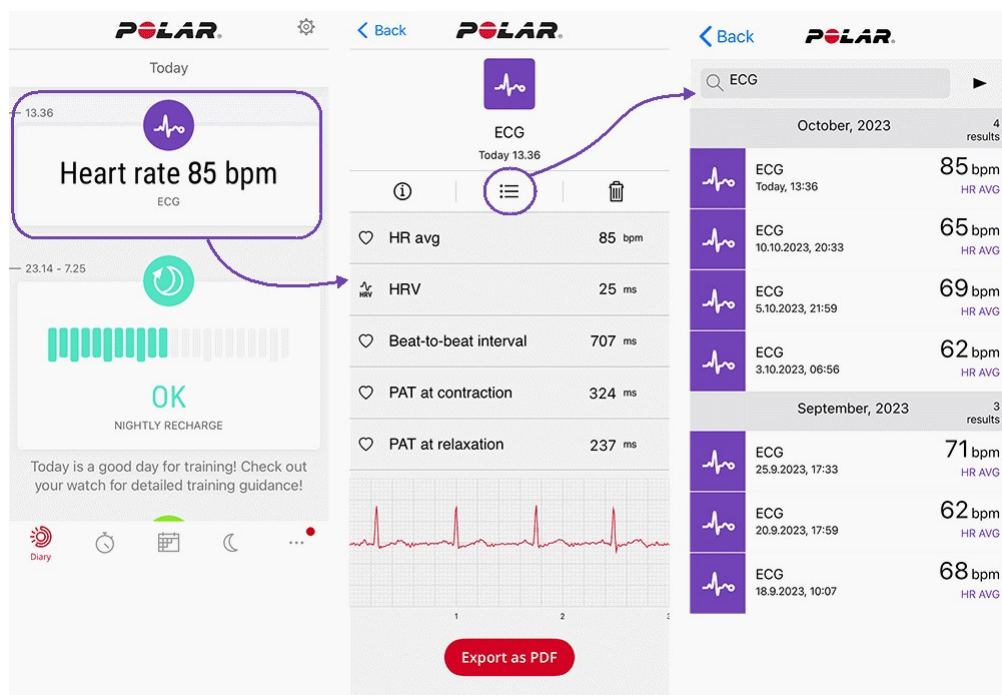 POLAR.
Today
13.36
Heart rate 85 bpm
ECG
23.14 - 7.25
OK
NIGHTLY RECHARGE
Today is a good day for training! Check out
your watch for detailed training guidance!
Diary
Back
POLAR.
ECG
Today 13.36
HR avg 85 bpm
HRV HRV 25 ms
Beat-to-beat interval 707 ms
PAT at contraction 324 ms
PAT at relaxation 237 ms
1 2 3
Export as PDF
Back
POLAR.
ECG
October, 2023 4
results
ECG 85 bpm
Today, 13:36 HR AVG
ECG 65 bpm
10.10.2023, 20:33 HR AVG
ECG 69 bpm
5.10.2023, 21:59 HR AVG
ECG 62 bpm
3.10.2023, 06:56 HR AVG
September, 2023 3
results
ECG 71 bpm
25.9.2023, 17:33 HR AVG
ECG 62 bpm
20.9.2023, 17:59 HR AVG
ECG 68 bpm
18.9.2023, 10:07 HR AVG